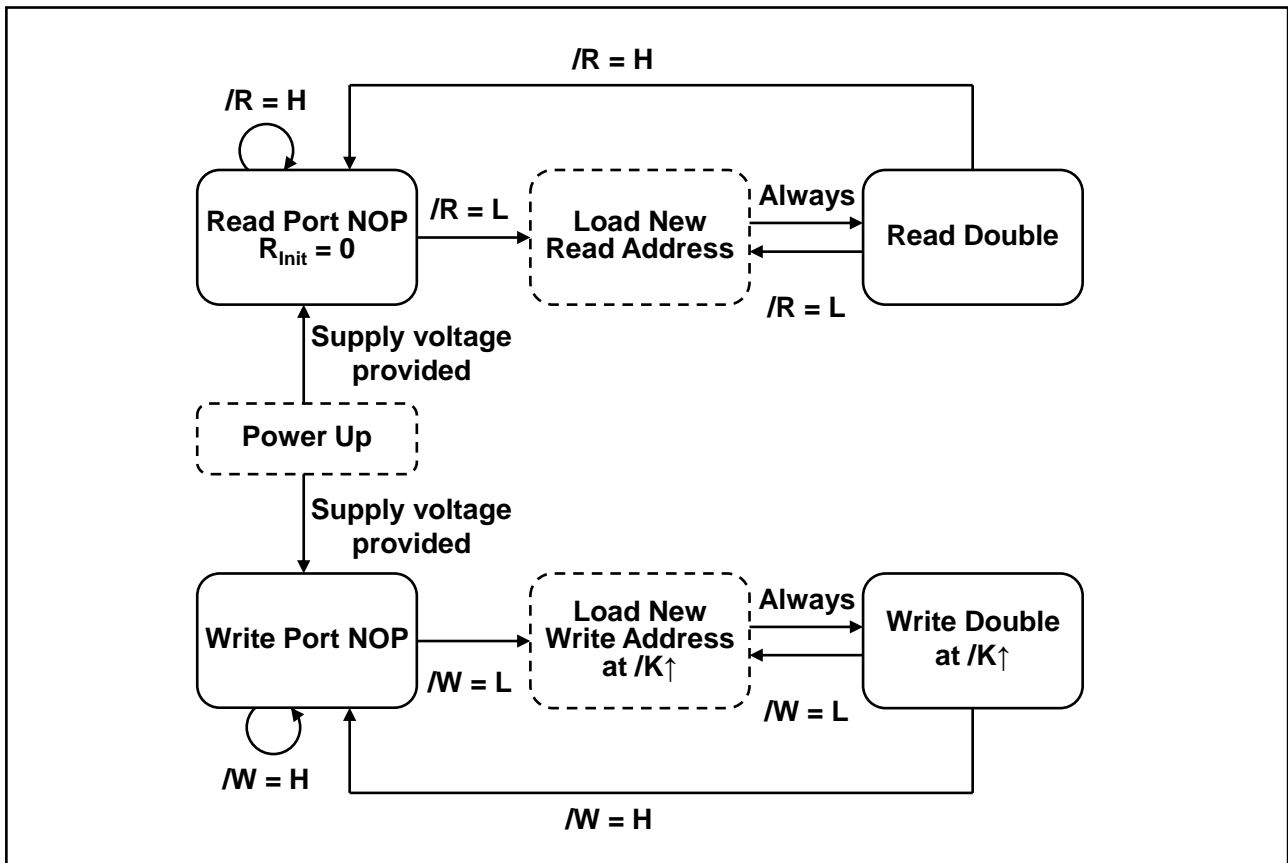 /R = H
/R = H
Read Port NOP
RInit = 0
/R = L
Load New
Read Address
Always
/R = L
Read Double
Supply voltage
provided
Power Up
Supply voltage
provided
Write Port NOP
/W = L
Load New
Write Address
at /K↑
Always
/W = L
Write Double
at /K↑
/W = H
/W = H